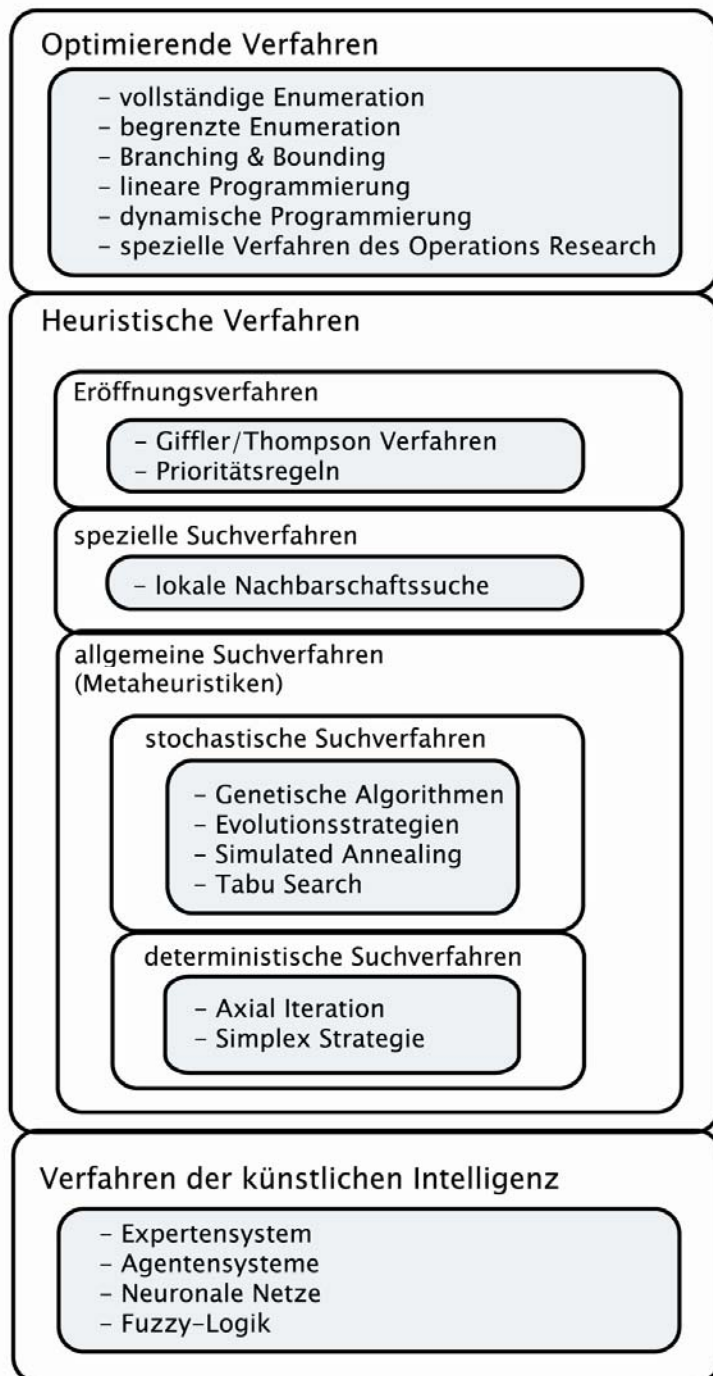 Optimierende Verfahren
– vollständige Enumeration
– begrenzte Enumeration
– Branching & Bounding
– lineare Programmierung
– dynamische Programmierung
– spezielle Verfahren des Operations Research
Heuristische Verfahren
Eröffnungsverfahren
– Giffler/Thompson Verfahren
– Prioritätsregeln
spezielle Suchverfahren
– lokale Nachbarschaftssuche
allgemeine Suchverfahren
(Metaheuristiken)
stochastische Suchverfahren
– Genetische Algorithmen
– Evolutionsstrategien
– Simulated Annealing
– Tabu Search
deterministische Suchverfahren
– Axial Iteration
– Simplex Strategie
Verfahren der künstlichen Intelligenz
– Expertensystem
– Agentensysteme
– Neuronale Netze
– Fuzzy–Logik